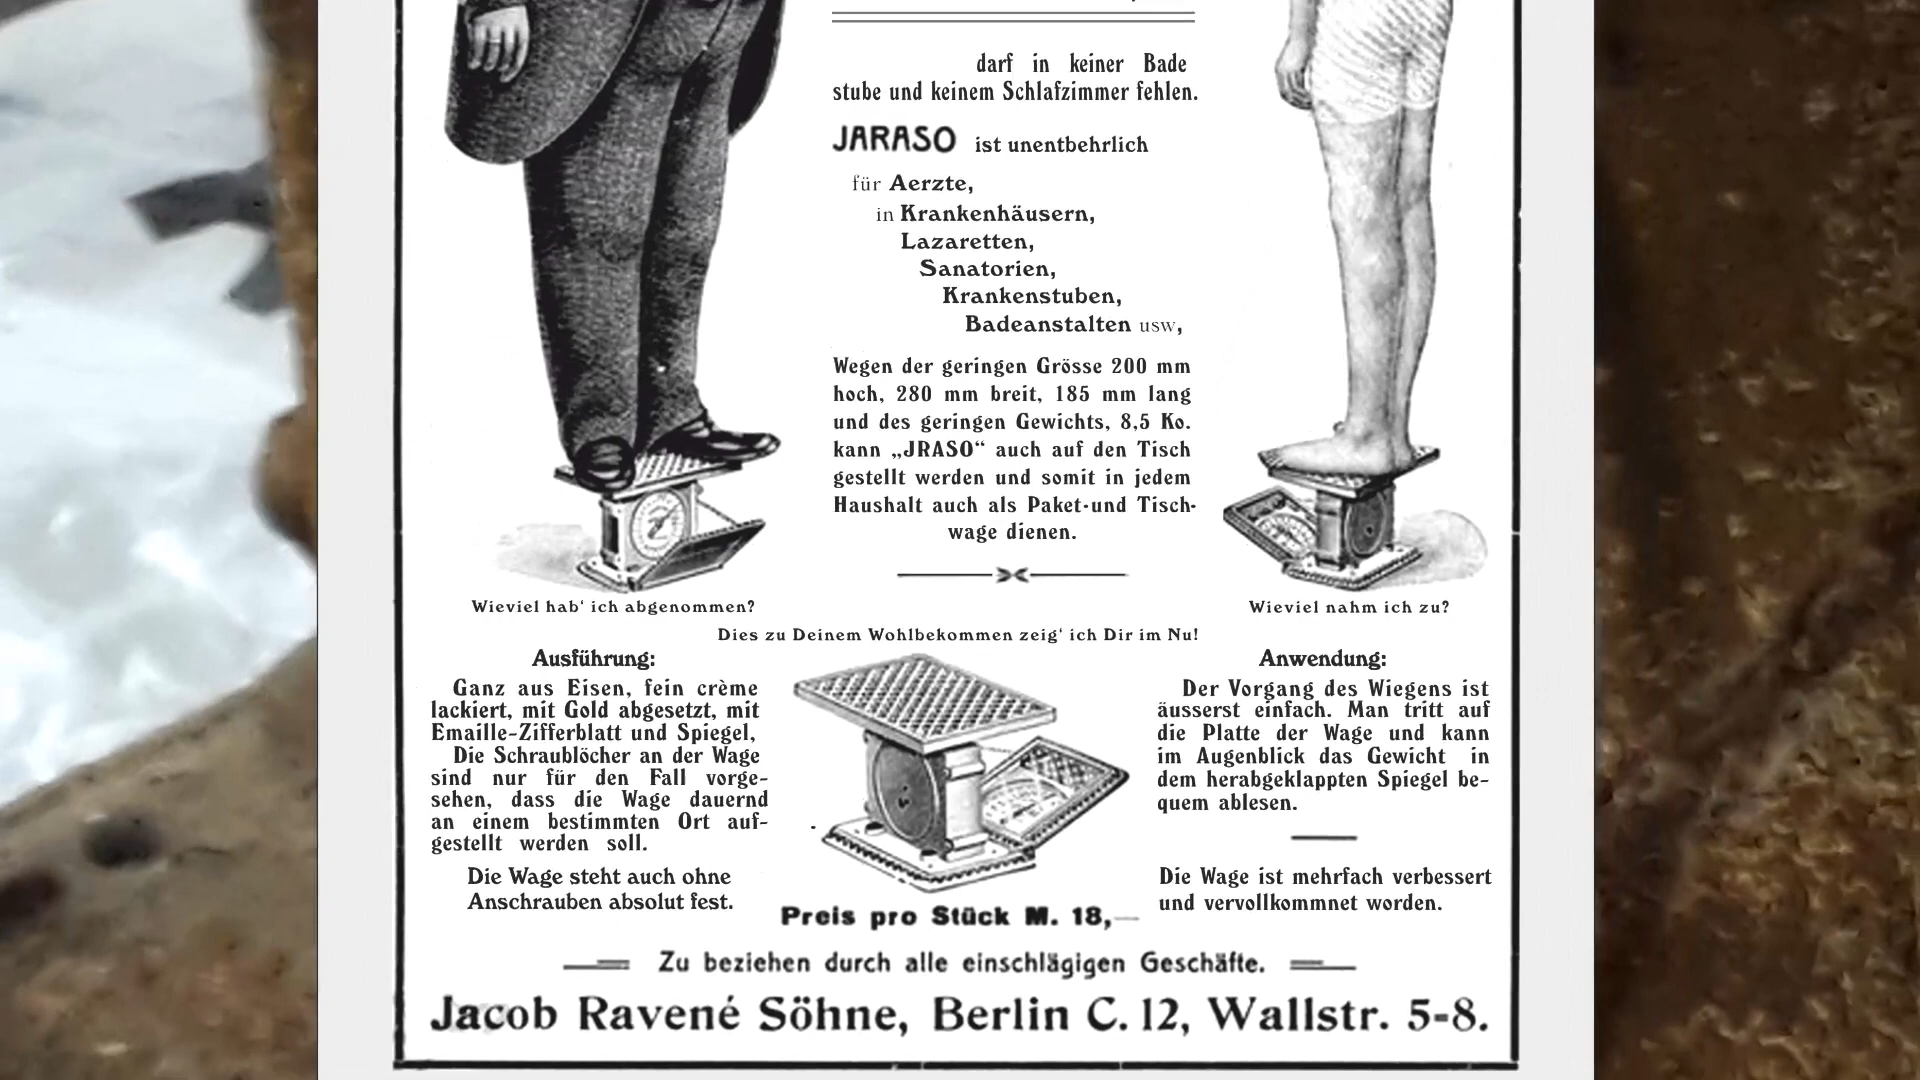 darf in keiner Bade
stube und keinem Schlafzimmer fehlen.
JARASO ist unentbehrlich
für Aerzte,
in Krankenhäusern,
Lazaretten,
Sanatorien,
Krankenstuben,
Badeanstalten usw,
Wegen der geringen Grösse 200 mm
hoch, 280 mm breit, 185 mm lang
und des geringen Gewichts, 8,5 Ko.
kann „JRASO“ auch auf den Tisch
gestellt werden und somit in jedem
Haushalt auch als Paket-und Tisch-
wage dienen.
Wieviel hab‘ ich abgenommen?
Wieviel nahm ich zu?
Dies zu Deinem Wohlbekommen zeig‘ ich Dir im Nu!
Ausführung:
Ganz aus Eisen, fein crème
lackiert, mit Gold abgesetzt, mit
Emaille-Zifferblatt und Spiegel,
Die Schraublöcher an der Wage
sind nur für den Fall vorge-
sehen, dass die Wage dauernd
an einem bestimmten Ort auf-
gestellt werden soll.
Die Wage steht auch ohne
Anschrauben absolut fest.
Anwendung:
Der Vorgang des Wiegens ist
äusserst einfach. Man tritt auf
die Platte der Wage und kann
im Augenblick das Gewicht in
dem herabgeklappten Spiegel be-
quem ablesen.
Die Wage ist mehrfach verbessert
und vervollkommnet worden.
Preis pro Stück M. 18,—
Zu beziehen durch alle einschlägigen Geschäfte.
Jacob Ravené Söhne, Berlin C. 12, Wallstr. 5-8.